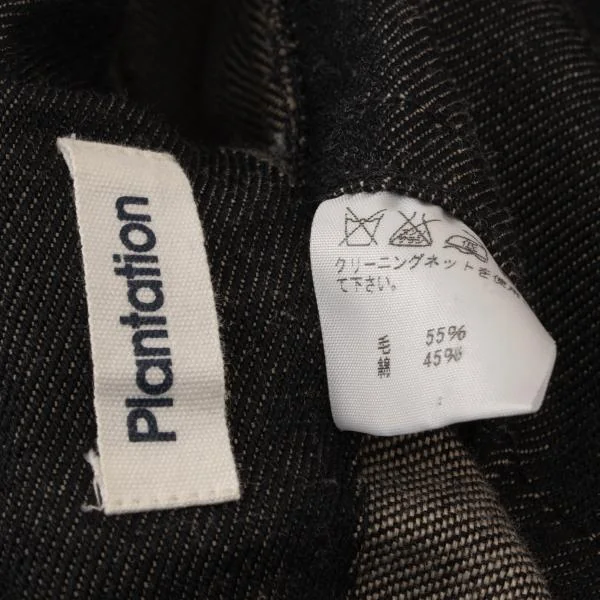 Plantation
低
クリーニングネットを使
て下さい。
毛 55%
綿 45%